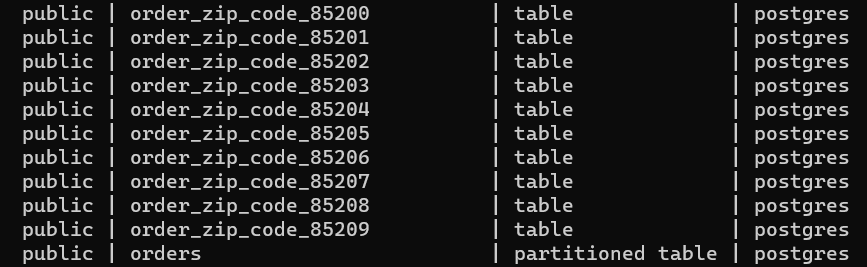 public | order_zip_code_85200 | table | postgres
public | order_zip_code_85201 | table | postgres
public | order_zip_code_85202 | table | postgres
public | order_zip_code_85203 | table | postgres
public | order_zip_code_85204 | table | postgres
public | order_zip_code_85205 | table | postgres
public | order_zip_code_85206 | table | postgres
public | order_zip_code_85207 | table | postgres
public | order_zip_code_85208 | table | postgres
public | order_zip_code_85209 | table | postgres
public | orders | partitioned table | postgres